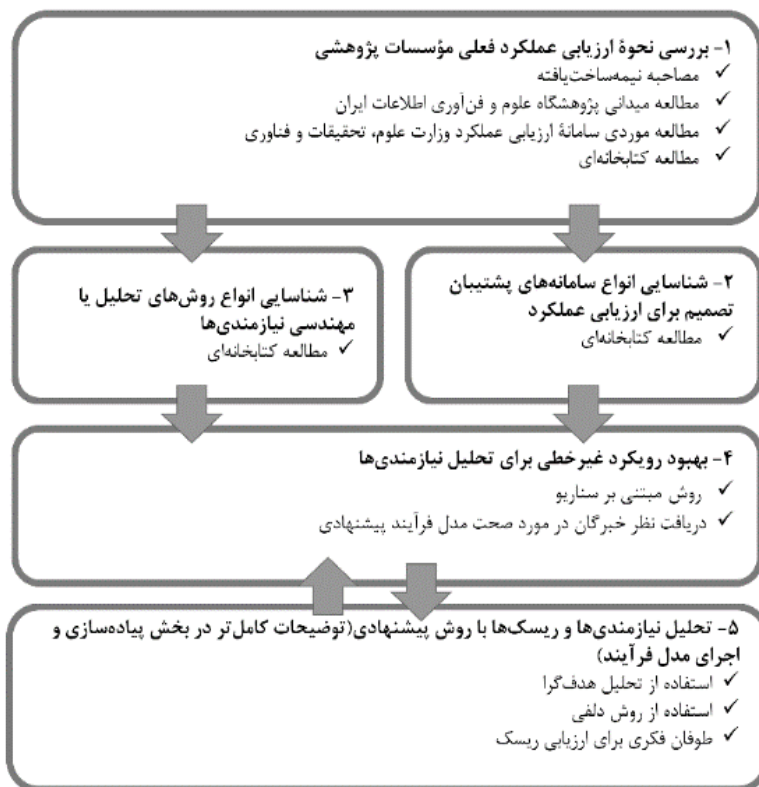 ۱- بررسی نحوۀ ارزیابی عملکرد فعلی مؤسسات پژوهشی
✓ مصاحبه نیمه‌ساخت‌یافته
✓ مطالعه میدانی پژوهشگاه علوم و فن‌آوری اطلاعات ایران
✓ مطالعه موردی سامانۀ ارزیابی عملکرد وزارت علوم، تحقیقات و فناوری
✓ مطالعه کتابخانه‌ای
۲- شناسایی انواع سامانه‌های پشتیبان
تصمیم برای ارزیابی عملکرد
✓ مطالعه کتابخانه‌ای
۳- شناسایی انواع روش‌های تحلیل یا
مهندسی نیازمندی‌ها
✓ مطالعه کتابخانه‌ای
۴- بهبود رویکرد غیرخطی برای تحلیل نیازمندی‌ها
✓ روش مبتنی بر سناریو
✓ دریافت نظر خبرگان در مورد صحت مدل فرآیند پیشنهادی
۵- تحلیل نیازمندی‌ها و ریسک‌ها با روش پیشنهادی(توضیحات کامل‌تر در بخش پیاده‌سازی و
اجرای مدل فرآیند)
✓ استفاده از تحلیل هدف‌گرا
✓ استفاده از روش دلفی
✓ طوفان فکری برای ارزیابی ریسک